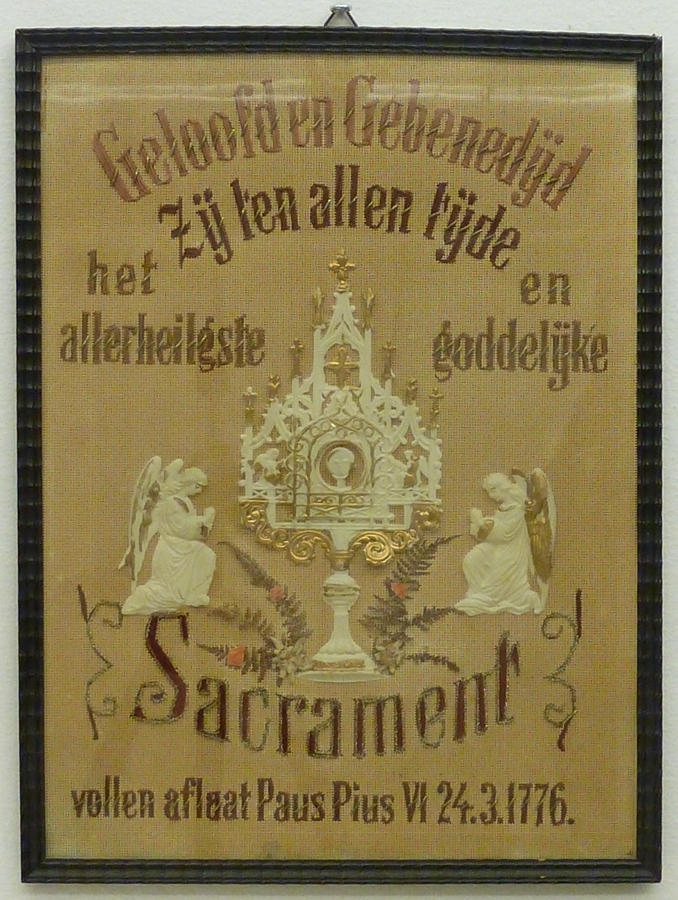 Geloofd en Gebenedijd
Zij ten allen tijde
het en
allerheilgste goddelijke
Sacrament
vollen aflaat Paus Pius VI 24.3.1776.